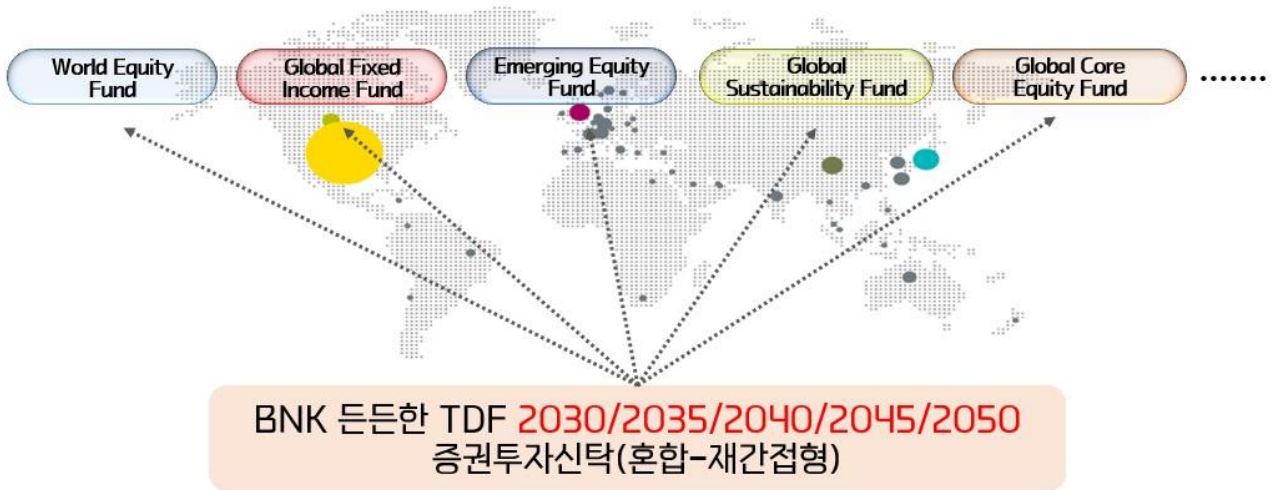 World Equity
Fund
Global Fixed
Income Fund
Emerging Equity
Fund
Global
Sustainability Fund
Global Core
Equity Fund
.......
BNK 든든한 TDF 2030/2035/2040/2045/2050
증권투자신탁(혼합-재간접형)